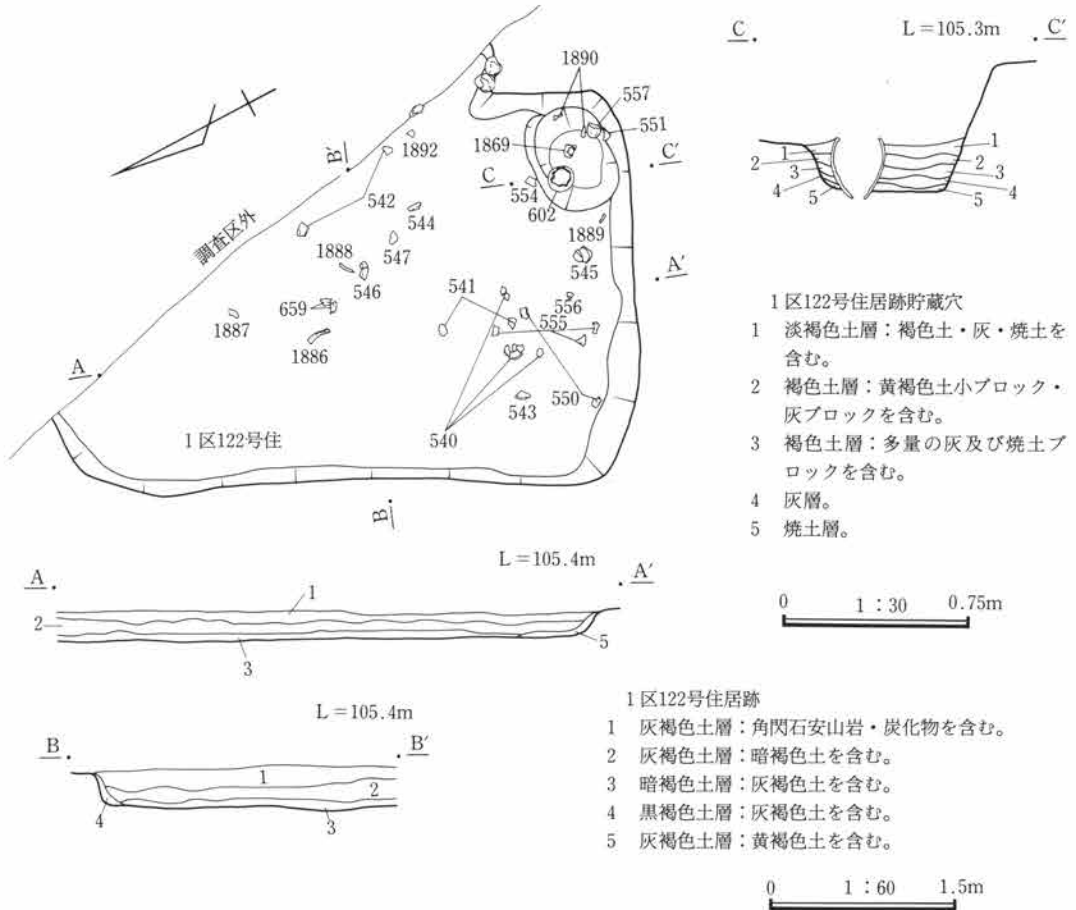 C
L=105.3m
C′
1890
557
551
1869
1892
B′
C′
C
542
554
602
544
1889
調査区外
547
1888
545
A′
546
541
556
659
555
1887
1886
A
550
543
540
1区122号住
B
1
2
3
4
5
1
2
3
4
5
1区122号住居跡貯蔵穴
1 淡褐色土層：褐色土・灰・焼土を
含む。
2 褐色土層：黄褐色土小ブロック・
灰ブロックを含む。
3 褐色土層：多量の灰及び焼土ブ
ロックを含む。
4 灰層。
5 焼土層。
0 1：30 0.75m
L=105.4m
A
A′
1
2
3
5
L=105.4m
B
B′
1
2
4
3
1区122号住居跡
1 灰褐色土層：角閃石安山岩・炭化物を含む。
2 灰褐色土層：暗褐色土を含む。
3 暗褐色土層：灰褐色土を含む。
4 黒褐色土層：灰褐色土を含む。
5 灰褐色土層：黄褐色土を含む。
0 1：60 1.5m